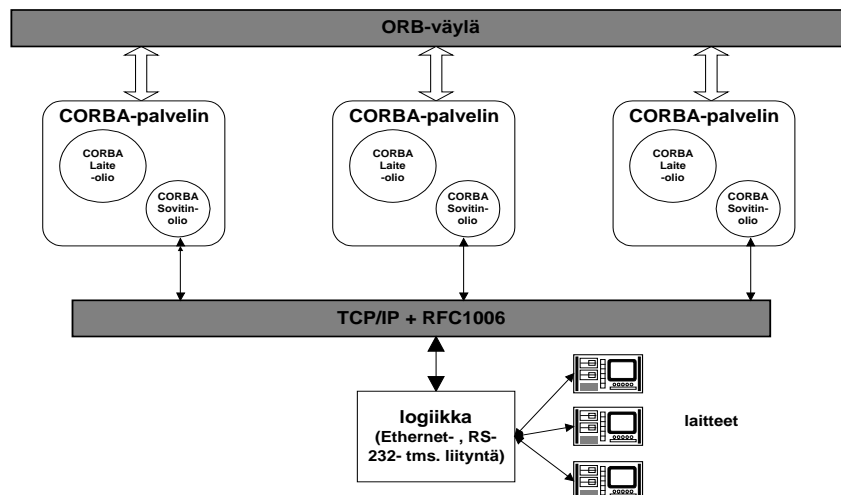 ORB-väylä
CORBA-palvelin
CORBA
Laite
-olio
CORBA
Sovitin-
olio
CORBA-palvelin
CORBA
Laite
-olio
CORBA
Sovitin-
olio
CORBA-palvelin
CORBA
Laite
-olio
CORBA
Sovitin-
olio
TCP/IP + RFC1006
logiikka
(Ethernet- , RS-
232- tms. liityntä)
laitteet